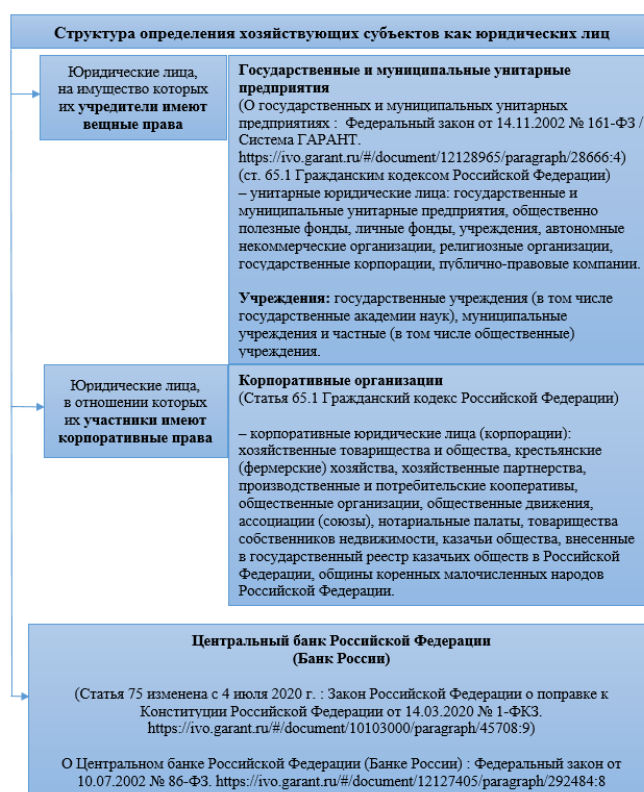 Структура определения хозяйствующих субъектов как юридических лиц
Юридические лица,
на имущество которых
их учредители имеют
вещные права
Государственные и муниципальные унитарные
предприятия
(О государственных и муниципальных унитарных
предприятиях : Федеральный закон от 14.11.2002 № 161-ФЗ /
Система ГАРАНТ.
https://ivo.garant.ru/#/document/12128965/paragraph/28666:4)
(ст. 65.1 Гражданским кодексом Российской Федерации)
– унитарные юридические лица: государственные и
муниципальные унитарные предприятия, общественно
полезные фонды, личные фонды, учреждения, автономные
некоммерческие организации, религиозные организации,
государственные корпорации, публично-правовые компании.
Учреждения: государственные учреждения (в том числе
государственные академии наук), муниципальные
учреждения и частные (в том числе общественные)
учреждения.
Юридические лица,
в отношении которых
их участники имеют
корпоративные права
Корпоративные организации
(Статья 65.1 Гражданский кодекс Российской Федерации)
– корпоративные юридические лица (корпорации):
хозяйственные товарищества и общества, крестьянские
(фермерские) хозяйства, хозяйственные партнерства,
производственные и потребительские кооперативы,
общественные организации, общественные движения,
ассоциации (союзы), нотариальные палаты, товарищества
собственников недвижимости, казачьи общества, внесенные
в государственный реестр казачьих обществ в Российской
Федерации, общины коренных малочисленных народов
Российской Федерации.
Центральный банк Российской Федерации
(Банк России)
(Статья 75 изменена с 4 июля 2020 г. : Закон Российской Федерации о поправке к
Конституции Российской Федерации от 14.03.2020 № 1-ФКЗ.
https://ivo.garant.ru/#/document/10103000/paragraph/45708:9)
О Центральном банке Российской Федерации (Банке России) : Федеральный закон от
10.07.2002 № 86-ФЗ. https://ivo.garant.ru/#/document/12127405/paragraph/292484:8